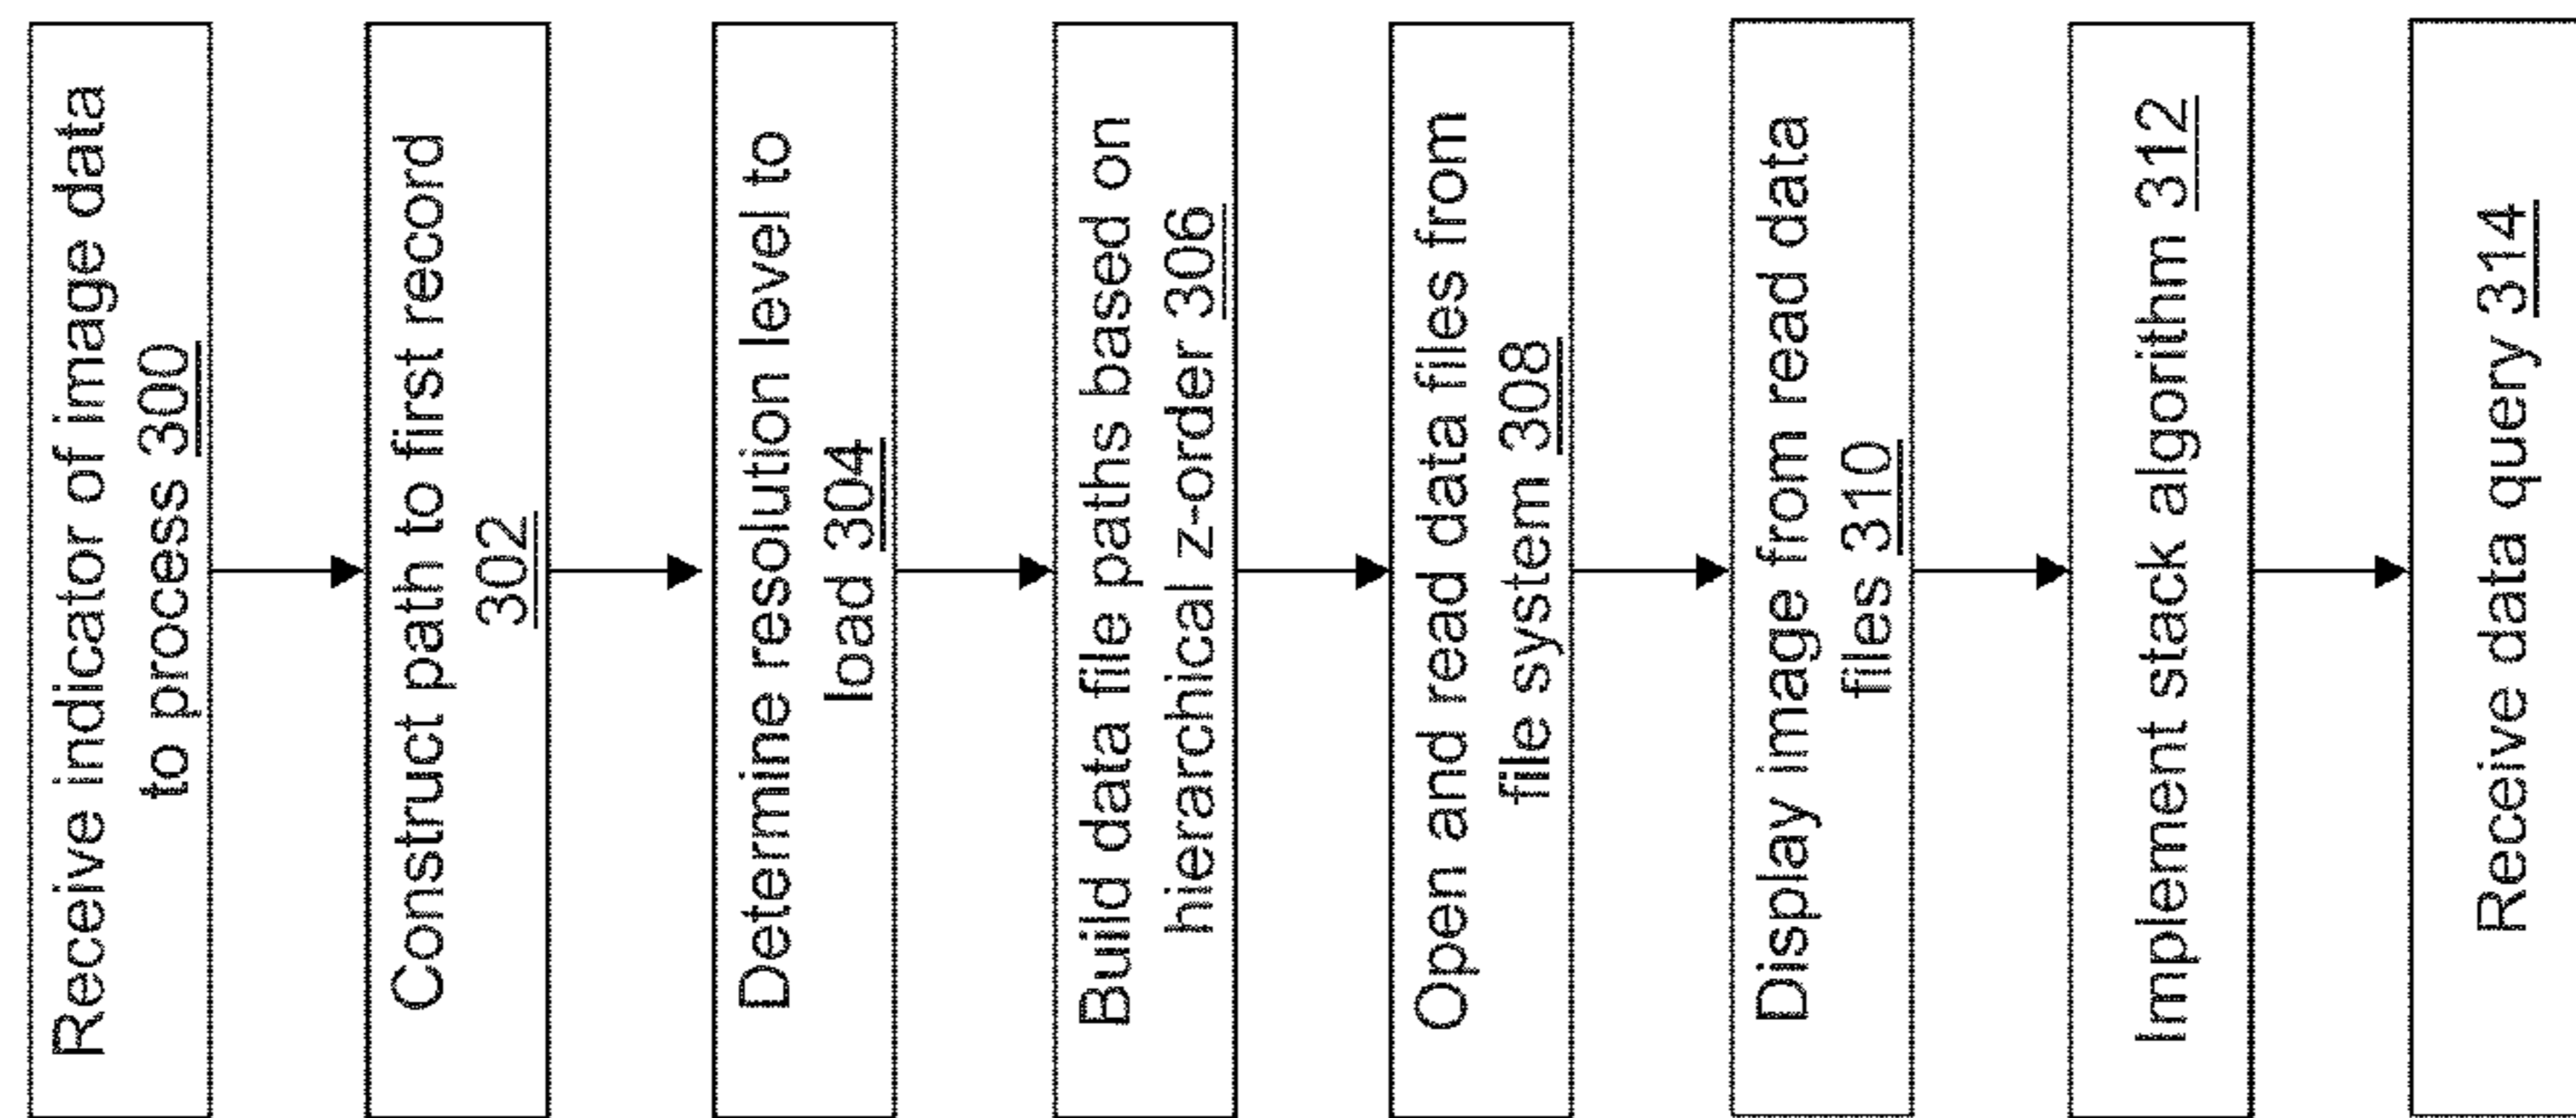 Receive indicator of image data
to process 300
Construct path to first record
302
Determine resolution level to
load 304
Build data file paths based on
hierarchical z-order 306
Open and read data files from
file system 308
Display image from read data
files 310
Implement stack algorithm 312
Receive data query 314